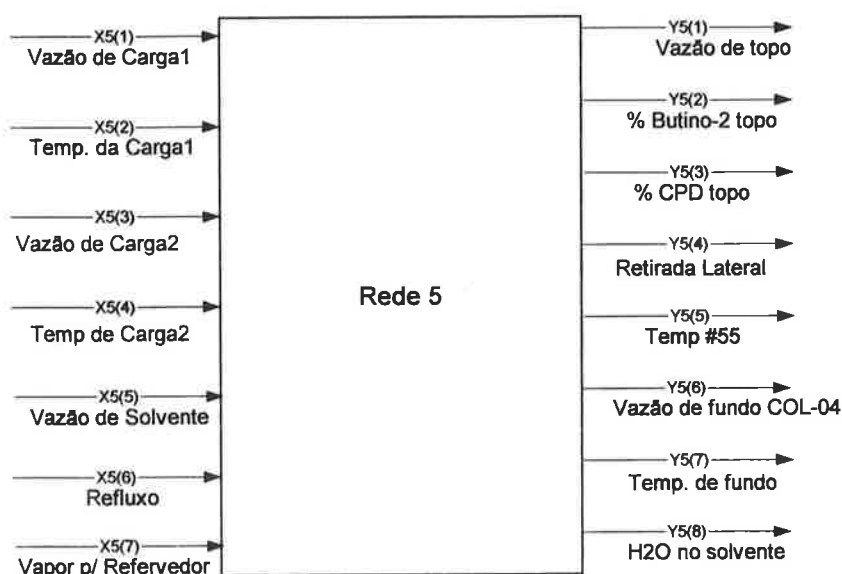 X5(1)
Vazão de Carga1
X5(2)
Temp. da Carga1
X5(3)
Vazão de Carga2
X5(4)
Temp de Carga2
X5(5)
Vazão de Solvente
X5(6)
Refluxo
X5(7)
Vapor p/ Refervedor
Rede 5
Y5(1)
Vazão de topo
Y5(2)
% Butino-2 topo
Y5(3)
% CPD topo
Y5(4)
Retirada Lateral
Y5(5)
Temp #55
Y5(6)
Vazão de fundo COL-04
Y5(7)
Temp. de fundo
Y5(8)
H2O no solvente